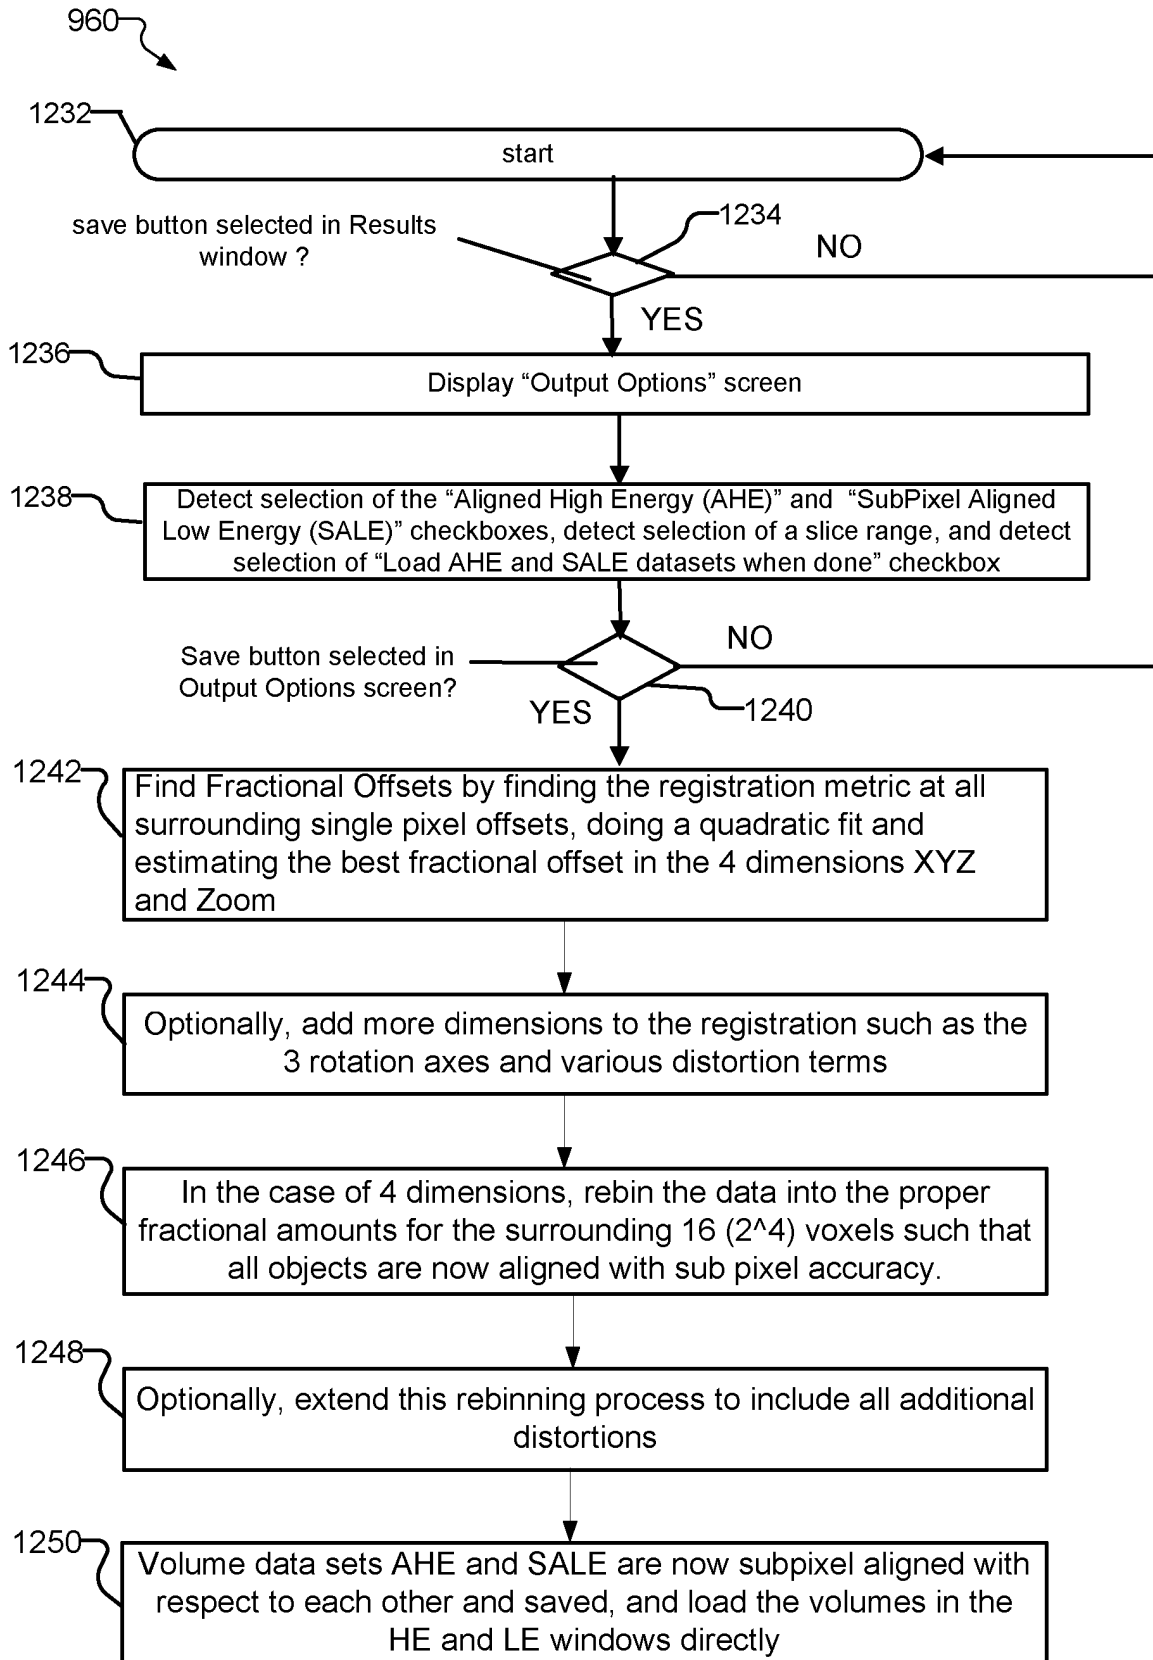 960
1232
start
save button selected in Results
window ?
1234
NO
YES
1236
Display “Output Options” screen
1238
Detect selection of the “Aligned High Energy (AHE)” and “SubPixel Aligned
Low Energy (SALE)” checkboxes, detect selection of a slice range, and detect
selection of “Load AHE and SALE datasets when done” checkbox
NO
Save button selected in
Output Options screen?
YES
1240
1242
Find Fractional Offsets by finding the registration metric at all
surrounding single pixel offsets, doing a quadratic fit and
estimating the best fractional offset in the 4 dimensions XYZ
and Zoom
1244
Optionally, add more dimensions to the registration such as the
3 rotation axes and various distortion terms
1246
In the case of 4 dimensions, rebin the data into the proper
fractional amounts for the surrounding 16 (2^4) voxels such that
all objects are now aligned with sub pixel accuracy.
1248
Optionally, extend this rebinning process to include all additional
distortions
1250
Volume data sets AHE and SALE are now subpixel aligned with
respect to each other and saved, and load the volumes in the
HE and LE windows directly